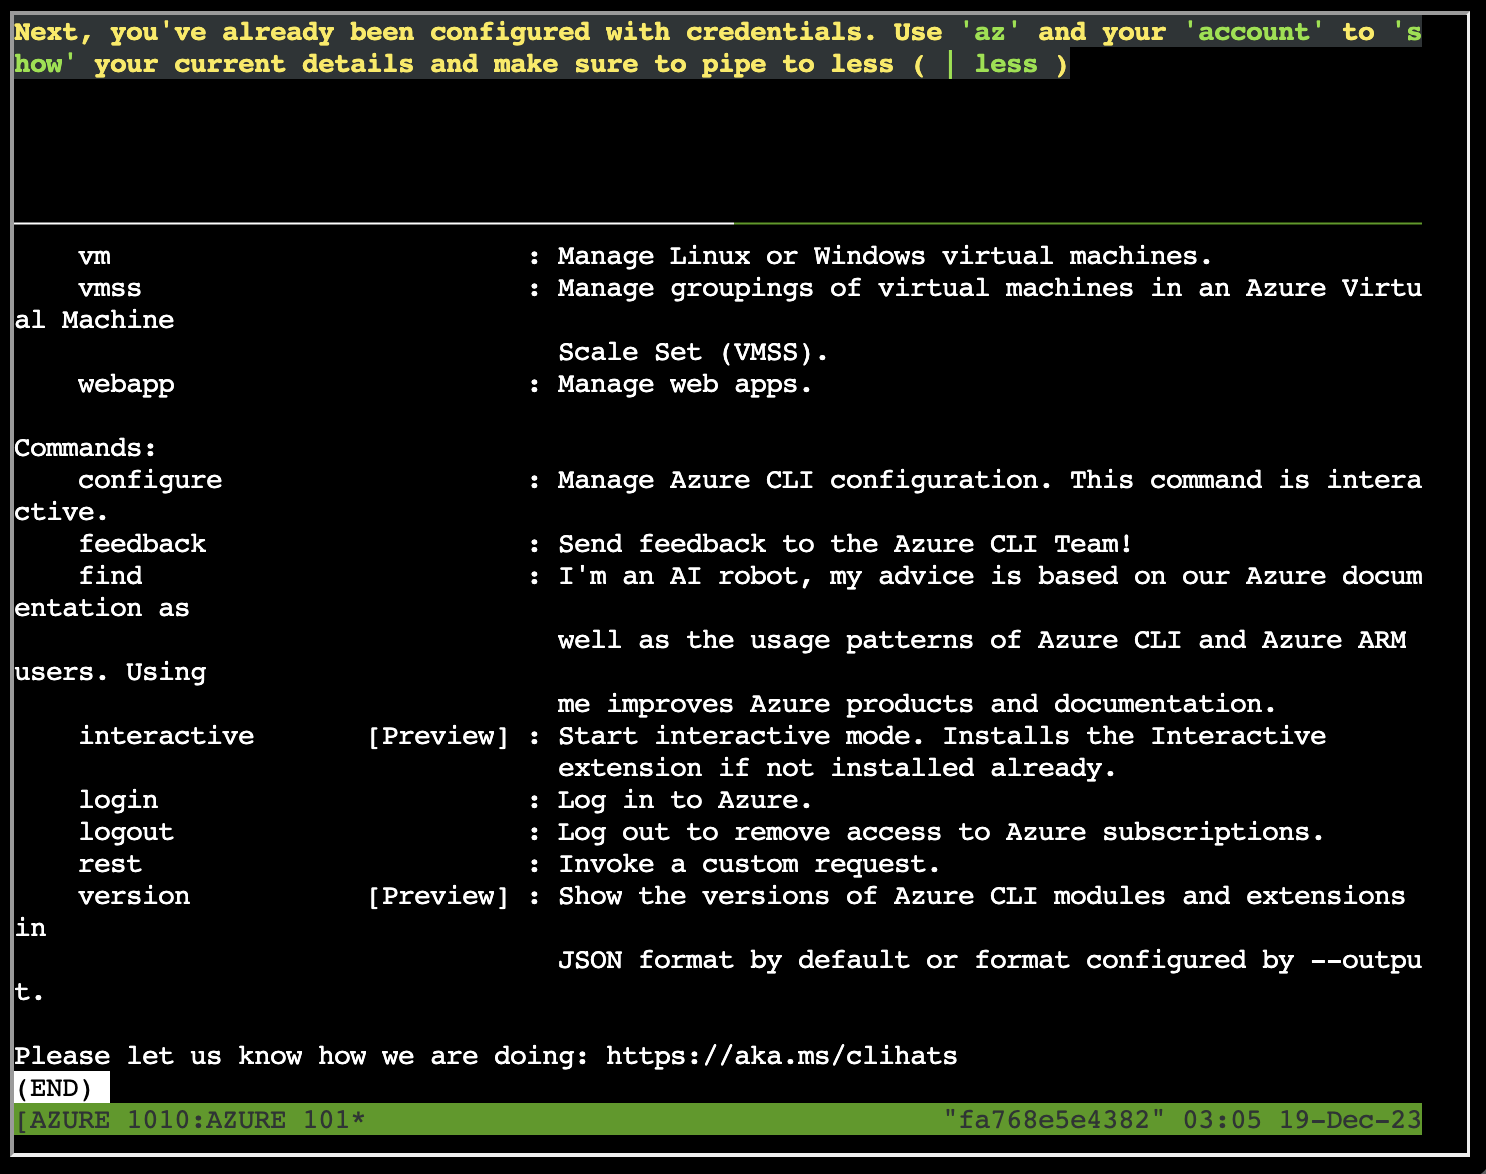 Next, you've already been configured with credentials. Use 'az' and your 'account' to 's
how' your current details and make sure to pipe to less ( | less )
    vm                          : Manage Linux or Windows virtual machines.
    vmss                        : Manage groupings of virtual machines in an Azure Virtu
al Machine
                                  Scale Set (VMSS).
    webapp                      : Manage web apps.

Commands:
    configure                   : Manage Azure CLI configuration. This command is intera
ctive.
    feedback                    : Send feedback to the Azure CLI Team!
    find                        : I'm an AI robot, my advice is based on our Azure docum
entation as
                                  well as the usage patterns of Azure CLI and Azure ARM
users. Using
                                  me improves Azure products and documentation.
    interactive       [Preview] : Start interactive mode. Installs the Interactive
                                  extension if not installed already.
    login                       : Log in to Azure.
    logout                      : Log out to remove access to Azure subscriptions.
    rest                        : Invoke a custom request.
    version           [Preview] : Show the versions of Azure CLI modules and extensions
in
                                  JSON format by default or format configured by --outpu
t.

Please let us know how we are doing: https://aka.ms/clihats
(END)
[AZURE 1010:AZURE 101*                                    "fa768e5e4382" 03:05 19-Dec-23